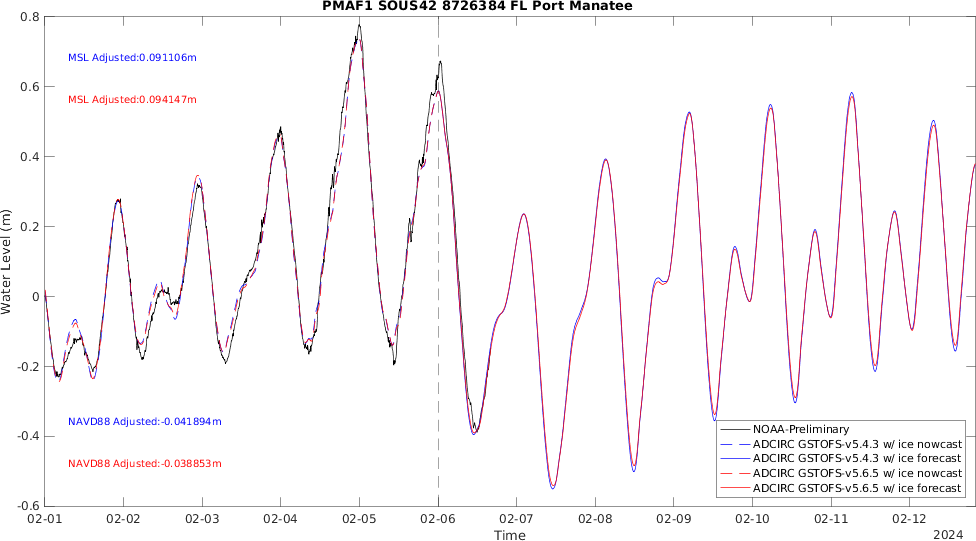 PMAF1 SOUS42 8726384 FL Port Manatee
0.8
0.6
0.4
0.2
0
-0.2
-0.4
-0.6
Water Level (m)
MSL Adjusted:0.091106m
MSL Adjusted:0.094147m
NAVD88 Adjusted:-0.041894m
NAVD88 Adjusted:-0.038853m
NOAA-Preliminary
ADCIRC GSTOFS-v5.4.3 w/ ice nowcast
ADCIRC GSTOFS-v5.4.3 w/ ice forecast
ADCIRC GSTOFS-v5.6.5 w/ ice nowcast
ADCIRC GSTOFS-v5.6.5 w/ ice forecast
02-01 02-02 02-03 02-04 02-05 02-06 02-07 02-08 02-09 02-10 02-11 02-12
Time
2024